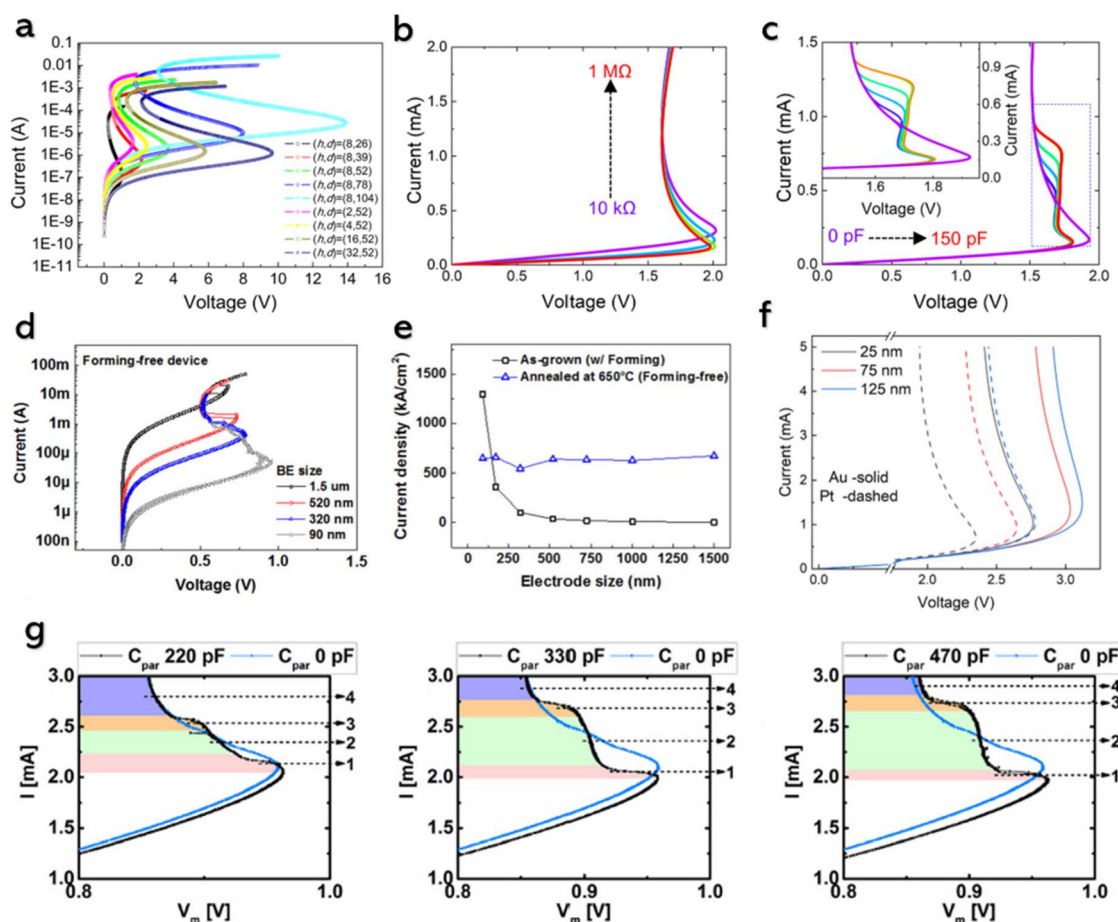 a
Current (A)
0.1
0.01
1E-3
1E-4
1E-5
1E-6
1E-7
1E-8
1E-9
1E-10
1E-11
(h,d)=(8,26)
(h,d)=(8,39)
(h,d)=(8,52)
(h,d)=(8,78)
(h,d)=(8,104)
(h,d)=(2,52)
(h,d)=(4,52)
(h,d)=(16,52)
(h,d)=(32,52)
0 2 4 6 8 10 12 14 16
Voltage (V)
b
Current (mA)
2.0
1.5
1.0
0.5
0.0
1 MΩ
10 kΩ
0.0 0.5 1.0 1.5 2.0
Voltage (V)
c
Current (mA)
1.5
1.0
0.5
0.0
0.9
0.6
0.3
0.0
Current (mA)
1.6 1.8
Voltage (V)
0 pF
150 pF
0.0 0.5 1.0 1.5 2.0
Voltage (V)
d
Forming-free device
Current (A)
100m
10m
1m
100μ
10μ
1μ
100n
BE size
1.5 um
520 nm
320 nm
90 nm
0.0 0.5 1.0 1.5
Voltage (V)
e
As-grown (w/ Forming)
Annealed at 650°C (Forming-free)
Current density (kA/cm²)
1500
1250
1000
750
500
250
0
0 250 500 750 1000 1250 1500
Electrode size (nm)
f
25 nm
75 nm
125 nm
Current (mA)
5
4
3
2
1
0
Au -solid
Pt -dashed
0.0 2.0 2.5 3.0
Voltage (V)
g
C par 220 pF C par 0 pF
I [mA]
3.0
2.5
2.0
1.5
1.0
4
3
2
1
0.8 0.9 1.0
V m [V]
C par 330 pF C par 0 pF
I [mA]
3.0
2.5
2.0
1.5
1.0
4
3
2
1
0.8 0.9 1.0
V m [V]
C par 470 pF C par 0 pF
I [mA]
3.0
2.5
2.0
1.5
1.0
4
3
2
1
0.8 0.9 1.0
V m [V]